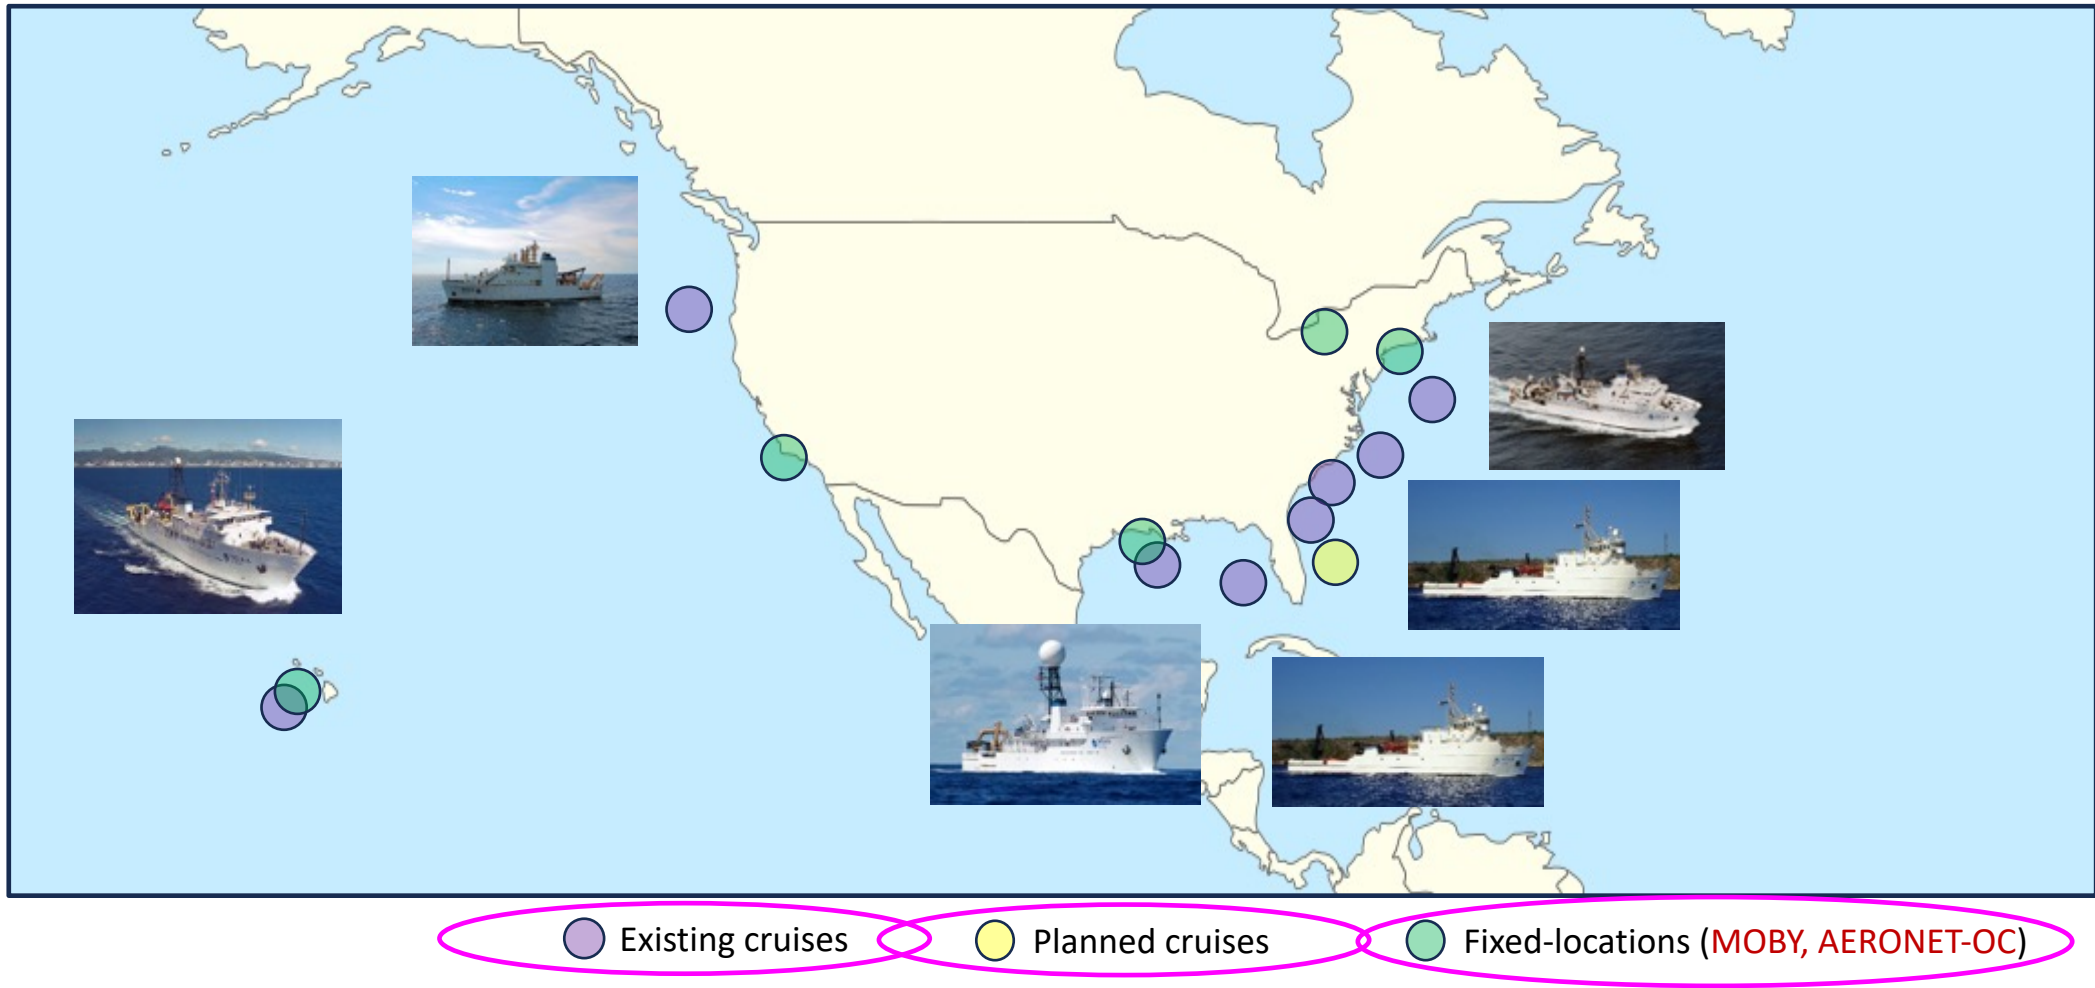 Existing cruises
Planned cruises
Fixed-locations (MOBY, AERONET-OC)